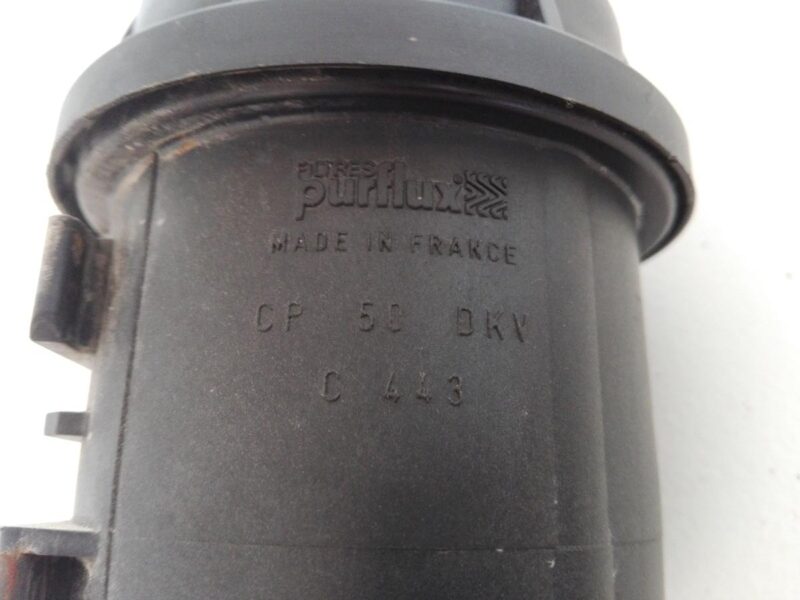 FILTRES
purflux
MADE IN FRANCE
CP 50 DKV
C 443